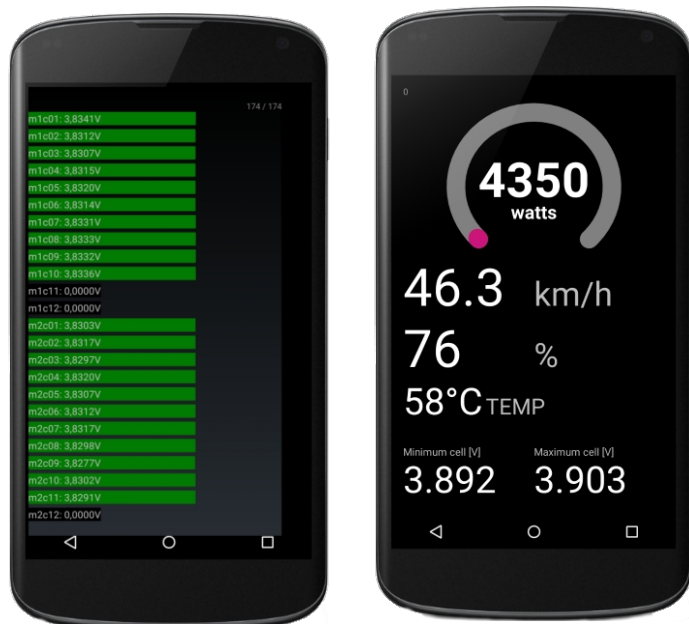 174 / 174
m1c01: 3,8341V
m1c02: 3,8312V
m1c03: 3,8307V
m1c04: 3,8315V
m1c05: 3,8320V
m1c06: 3,8314V
m1c07: 3,8331V
m1c08: 3,8333V
m1c09: 3,8332V
m1c10: 3,8336V
m1c11: 0,0000V
m1c12: 0,0000V
m2c01: 3,8303V
m2c02: 3,8317V
m2c03: 3,8297V
m2c04: 3,8320V
m2c05: 3,8307V
m2c06: 3,8312V
m2c07: 3,8317V
m2c08: 3,8298V
m2c09: 3,8277V
m2c10: 3,8302V
m2c11: 3,8291V
m2c12: 0,0000V
0
4350
watts
46.3 km/h
76 %
58°C TEMP
Minimum cell [V] Maximum cell [V]
3.892 3.903